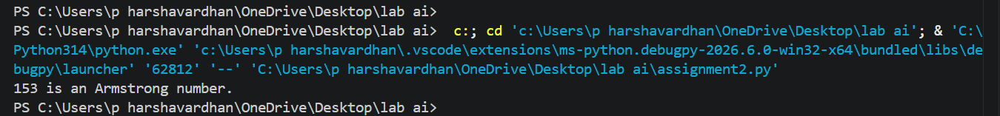 PS C:\Users\p harshavardhan\OneDrive\Desktop\lab ai>
PS C:\Users\p harshavardhan\OneDrive\Desktop\lab ai>  c:; cd 'c:\Users\p harshavardhan\OneDrive\Desktop\lab ai'; & 'C:\
Python314\python.exe' 'c:\Users\p harshavardhan\.vscode\extensions\ms-python.debugpy-2026.6.0-win32-x64\bundled\libs\de
bugpy\launcher' '62812' '--' 'C:\Users\p harshavardhan\OneDrive\Desktop\lab ai\assignment2.py'
153 is an Armstrong number.
PS C:\Users\p harshavardhan\OneDrive\Desktop\lab ai>